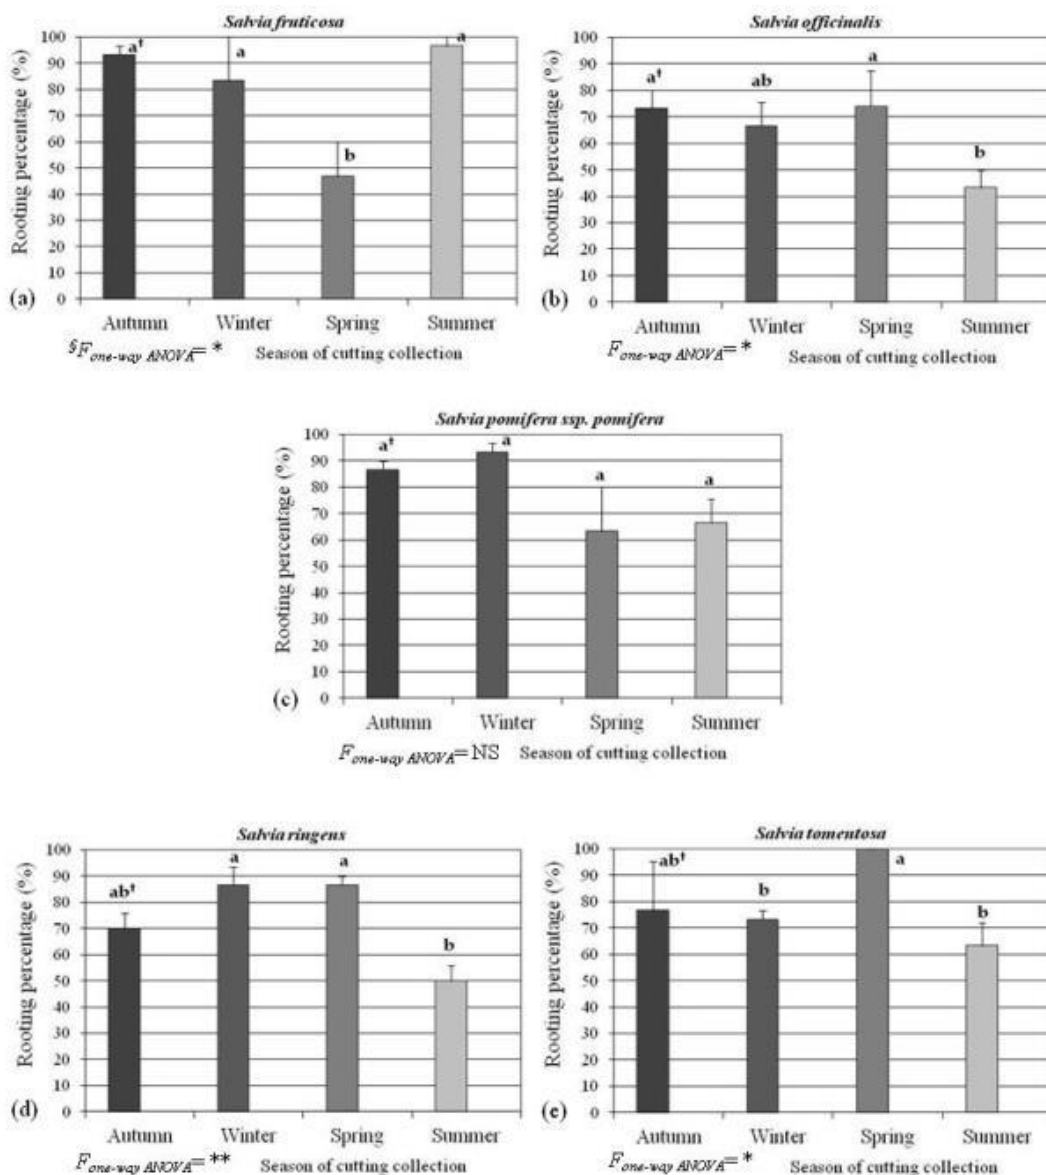 Salvia fruticosa
Rooting percentage (%)
100
90
80
70
60
50
40
30
20
10
0
a†
a
b
a
(a)
Autumn
Winter
Spring
Summer
§F one-way ANOVA= *
Season of cutting collection
Salvia officinalis
Rooting percentage (%)
100
90
80
70
60
50
40
30
20
10
0
a†
ab
a
b
(b)
Autumn
Winter
Spring
Summer
F one-way ANOVA= *
Season of cutting collection
Salvia pomifera ssp. pomifera
Rooting percentage (%)
100
90
80
70
60
50
40
30
20
10
0
a†
a
a
a
(c)
Autumn
Winter
Spring
Summer
F one-way ANOVA= NS
Season of cutting collection
Salvia ringens
Rooting percentage (%)
100
90
80
70
60
50
40
30
20
10
0
ab†
a
a
b
(d)
Autumn
Winter
Spring
Summer
F one-way ANOVA= **
Season of cutting collection
Salvia tomentosa
Rooting percentage (%)
100
90
80
70
60
50
40
30
20
10
0
ab†
b
a
b
(e)
Autumn
Winter
Spring
Summer
F one-way ANOVA= *
Season of cutting collection